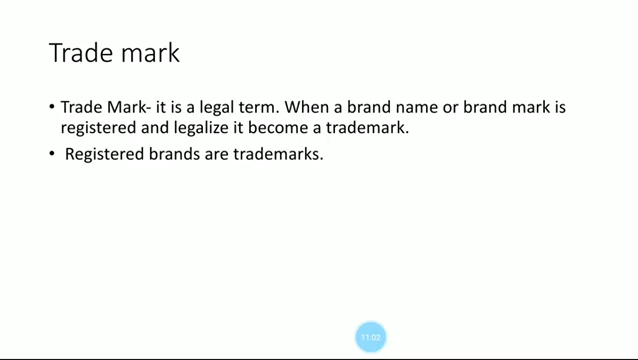 Trade mark
• Trade Mark- it is a legal term. When a brand name or brand mark is
registered and legalize it become a trademark.
• Registered brands are trademarks.
11:02